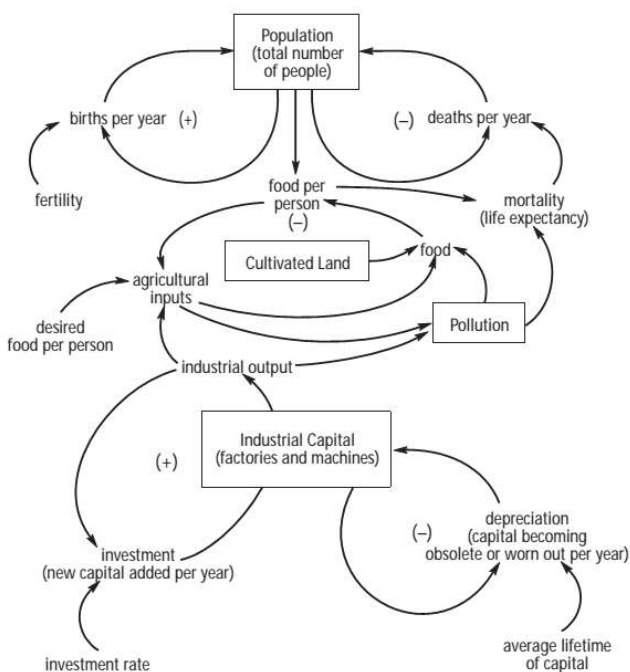 Population
(total number
of people)
births per year
(+)
(–)
deaths per year
fertility
food per
person
(–)
mortality
(life expectancy)
Cultivated Land
food
agricultural
inputs
Pollution
desired
food per person
industrial output
Industrial Capital
(factories and machines)
(+)
(–)
depreciation
(capital becoming
obsolete or worn out per year)
investment
(new capital added per year)
average lifetime
of capital
investment rate